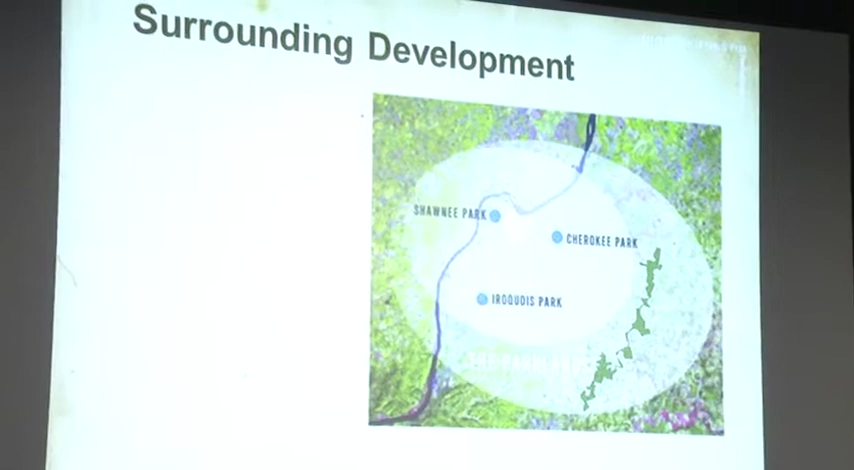 Surrounding Development
SHAWNEE PARK
CHEROKEE PARK
IROQUOIS PARK